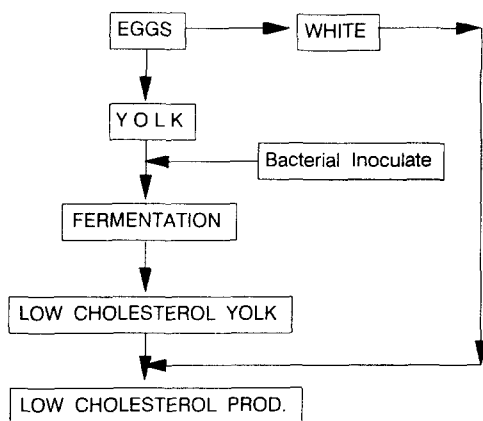 EGGS
WHITE
YOLK
Bacterial Inoculate
FERMENTATION
LOW CHOLESTEROL YOLK
LOW CHOLESTEROL PROD.